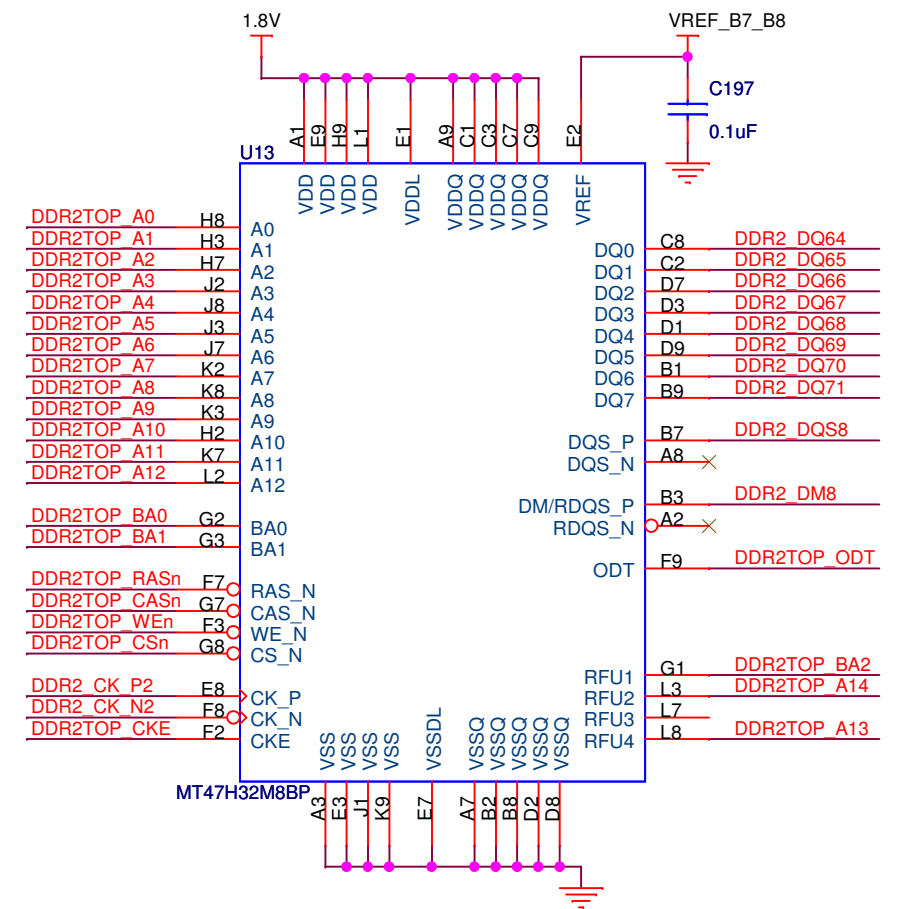 1.8V
VREF_B7_B8
C197
0.1uF
A1 E9 H9 L1 E1 A9 C1 C3 C7 C9 E2
U13
VDD VDD VDD VDD VDDL VDDQ VDDQ VDDQ VDDQ VDDQ VREF
DDR2TOP_A0 H8 A0
DDR2TOP_A1 H3 A1 DQ0 C8 DDR2_DQ64
DDR2TOP_A2 H7 A2 DQ1 C2 DDR2_DQ65
DDR2TOP_A3 J2 A3 DQ2 D7 DDR2_DQ66
DDR2TOP_A4 J8 A4 DQ3 D3 DDR2_DQ67
DDR2TOP_A5 J3 A5 DQ4 D1 DDR2_DQ68
DDR2TOP_A6 J7 A6 DQ5 D9 DDR2_DQ69
DDR2TOP_A7 K2 A7 DQ6 B1 DDR2_DQ70
DDR2TOP_A8 K8 A8 DQ7 B9 DDR2_DQ71
DDR2TOP_A9 K3 A9
DDR2TOP_A10 H2 A10 DQS_P B7 DDR2_DQS8
DDR2TOP_A11 K7 A11 DQS_N A8
DDR2TOP_A12 L2 A12
DM/RDQS_P B3 DDR2_DM8
DDR2TOP_BA0 G2 BA0 RDQS_N A2
DDR2TOP_BA1 G3 BA1
ODT F9 DDR2TOP_ODT
DDR2TOP_RASn F7 RAS_N
DDR2TOP_CASn G7 CAS_N
DDR2TOP_WEn F3 WE_N
DDR2TOP_CSn G8 CS_N
RFU1 G1 DDR2TOP_BA2
DDR2_CK_P2 E8 CK_P RFU2 L3 DDR2TOP_A14
DDR2_CK_N2 F8 CK_N RFU3 L7
DDR2TOP_CKE F2 CKE RFU4 L8 DDR2TOP_A13
VSS VSS VSS VSS VSSDL VSSQ VSSQ VSSQ VSSQ VSSQ
MT47H32M8BP
A3 E3 J1 K9 E7 A7 B2 B8 D2 D8